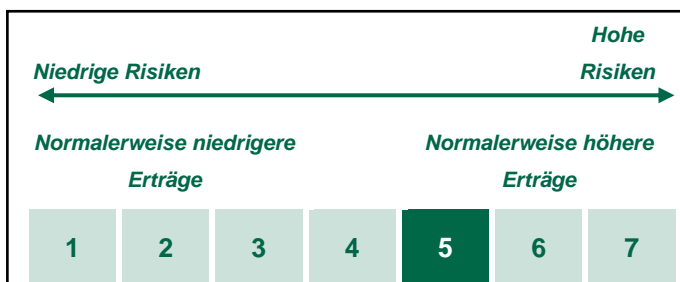 Hohe
Niedrige Risiken Risiken
Normalerweise niedrigere Normalerweise höhere
Erträge Erträge
1 2 3 4 5 6 7